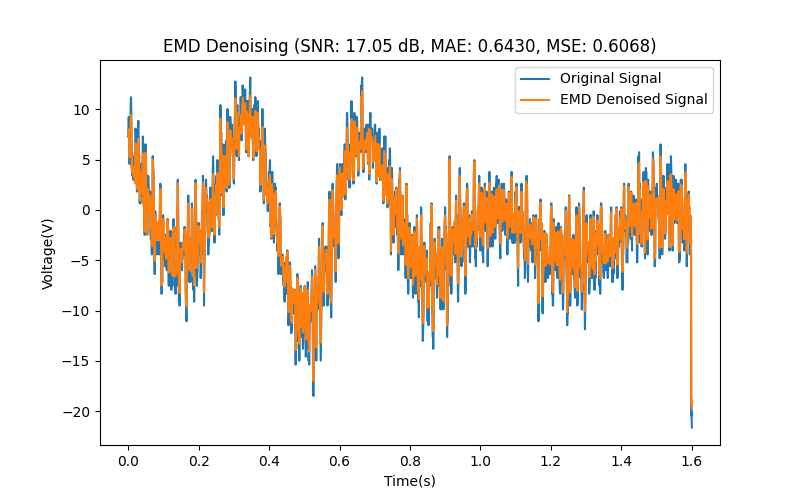 EMD Denoising (SNR: 17.05 dB, MAE: 0.6430, MSE: 0.6068)
Original Signal
EMD Denoised Signal
Voltage(V)
10
5
0
−5
−10
−15
−20
0.0 0.2 0.4 0.6 0.8 1.0 1.2 1.4 1.6
Time(s)